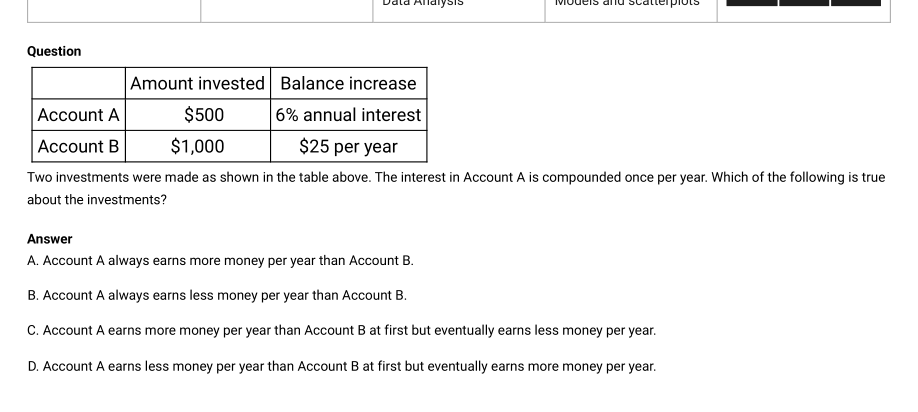 Data Analysis
Models and scatterplots
Question
Amount invested Balance increase
Account A $500 6% annual interest
Account B $1,000 $25 per year
Two investments were made as shown in the table above. The interest in Account A is compounded once per year. Which of the following is true
about the investments?
Answer
A. Account A always earns more money per year than Account B.
B. Account A always earns less money per year than Account B.
C. Account A earns more money per year than Account B at first but eventually earns less money per year.
D. Account A earns less money per year than Account B at first but eventually earns more money per year.